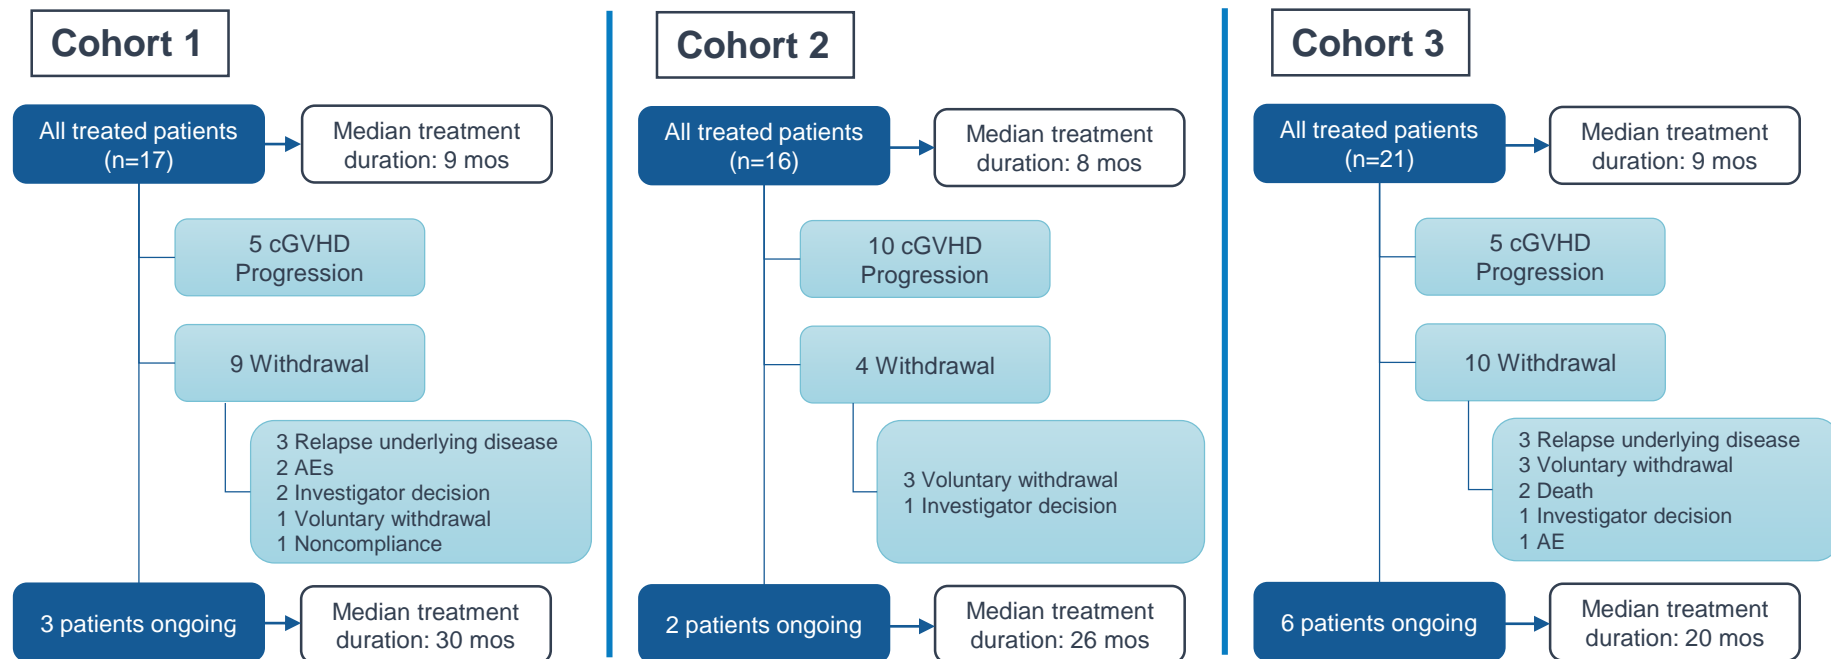 Cohort 1
All treated patients
(n=17)
Median treatment
duration: 9 mos
5 cGVHD
Progression
9 Withdrawal
3 Relapse underlying disease
2 AEs
2 Investigator decision
1 Voluntary withdrawal
1 Noncompliance
3 patients ongoing
Median treatment
duration: 30 mos
Cohort 2
All treated patients
(n=16)
Median treatment
duration: 8 mos
10 cGVHD
Progression
4 Withdrawal
3 Voluntary withdrawal
1 Investigator decision
2 patients ongoing
Median treatment
duration: 26 mos
Cohort 3
All treated patients
(n=21)
Median treatment
duration: 9 mos
5 cGVHD
Progression
10 Withdrawal
3 Relapse underlying disease
3 Voluntary withdrawal
2 Death
1 Investigator decision
1 AE
6 patients ongoing
Median treatment
duration: 20 mos